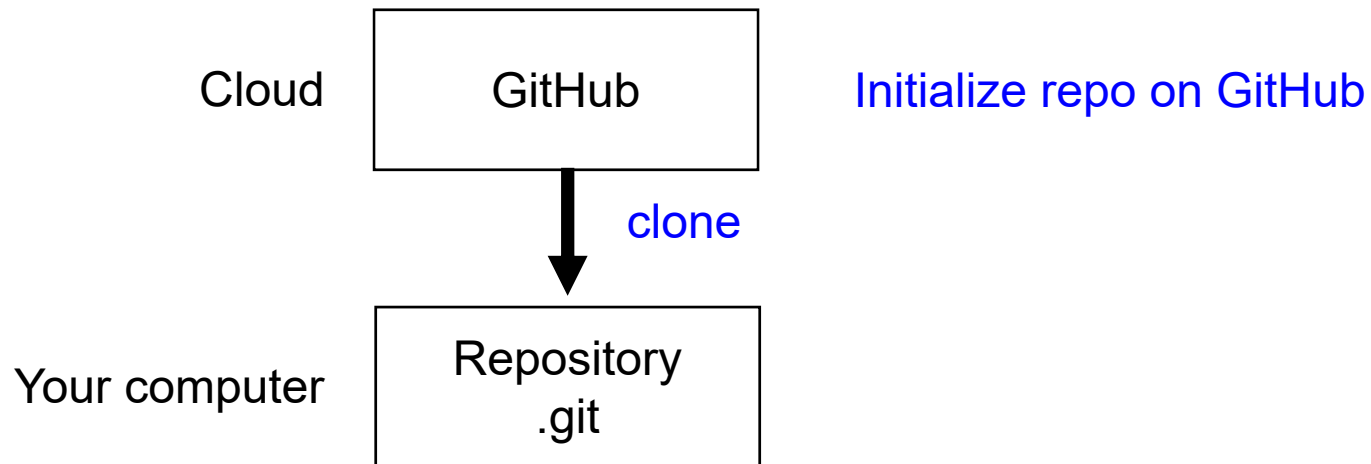 Cloud
GitHub
Initialize repo on GitHub
clone
Your computer
Repository
.git